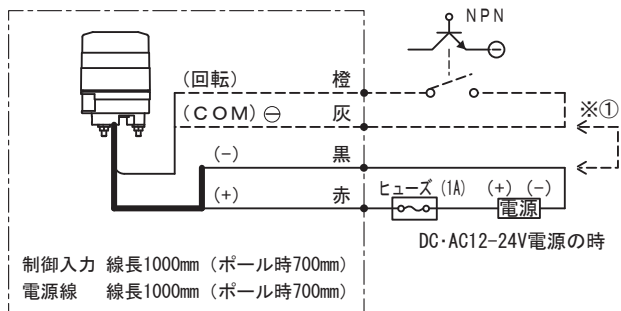 NPN
(回転) 橙
(COM)⊖ 灰
※①
(-) 黒
(+) 赤
ヒューズ (1A)
(+) (-)
電源
DC・AC12-24V電源の時
制御入力 線長1000mm (ポール時700mm)
電源線 線長1000mm (ポール時700mm)